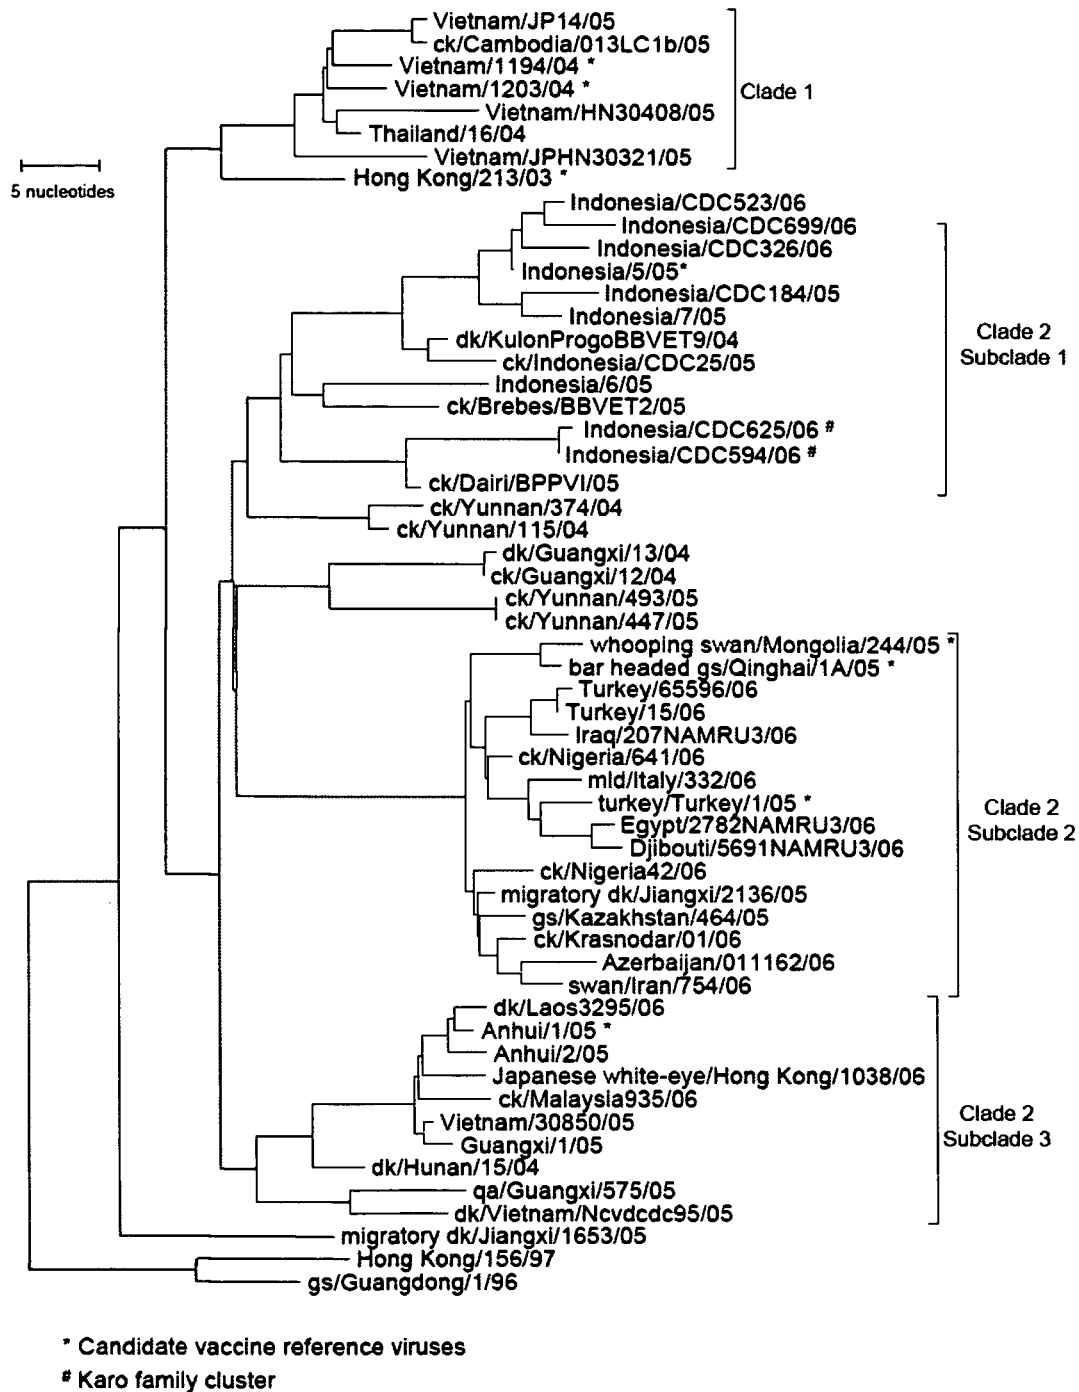 Vietnam/JP14/05
ck/Cambodia/013LC1b/05
Vietnam/1194/04 *
Vietnam/1203/04 *
Vietnam/HN30408/05
Thailand/16/04
Vietnam/JPHN30321/05
Hong Kong/213/03 *
Clade 1
5 nucleotides
Indonesia/CDC523/06
Indonesia/CDC699/06
Indonesia/CDC326/06
Indonesia/5/05*
Indonesia/CDC184/05
Indonesia/7/05
dk/KulonProgoBBVET9/04
ck/Indonesia/CDC25/05
Indonesia/6/05
ck/Brebes/BBVET2/05
Indonesia/CDC625/06 #
Indonesia/CDC594/06 #
ck/Dairi/BPPVI/05
Clade 2
Subclade 1
ck/Yunnan/374/04
ck/Yunnan/115/04
dk/Guangxi/13/04
ck/Guangxi/12/04
ck/Yunnan/493/05
ck/Yunnan/447/05
whooping swan/Mongolia/244/05 *
bar headed gs/Qinghai/1A/05 *
Turkey/65596/06
Turkey/15/06
Iraq/207NAMRU3/06
ck/Nigeria/641/06
mld/Italy/332/06
turkey/Turkey/1/05 *
Egypt/2782NAMRU3/06
Djibouti/5691NAMRU3/06
ck/Nigeria42/06
migratory dk/Jiangxi/2136/05
gs/Kazakhstan/464/05
ck/Krasnodar/01/06
Azerbaijan/011162/06
swan/Iran/754/06
Clade 2
Subclade 2
dk/Laos3295/06
Anhui/1/05 *
Anhui/2/05
Japanese white-eye/Hong Kong/1038/06
ck/Malaysia935/06
Vietnam/30850/05
Guangxi/1/05
dk/Hunan/15/04
qa/Guangxi/575/05
dk/Vietnam/Ncvdcdc95/05
Clade 2
Subclade 3
migratory dk/Jiangxi/1653/05
Hong Kong/156/97
gs/Guangdong/1/96
* Candidate vaccine reference viruses
# Karo family cluster